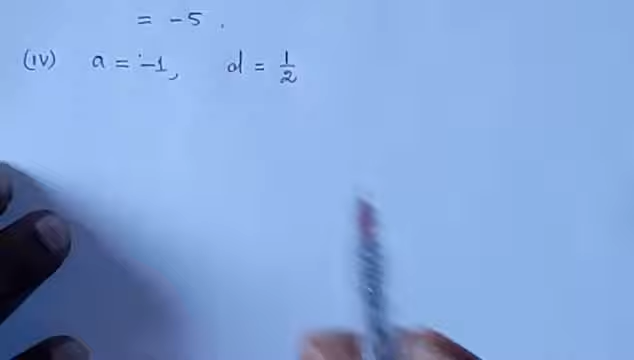 = -5 .
(iv) a = -1, d = 1/2